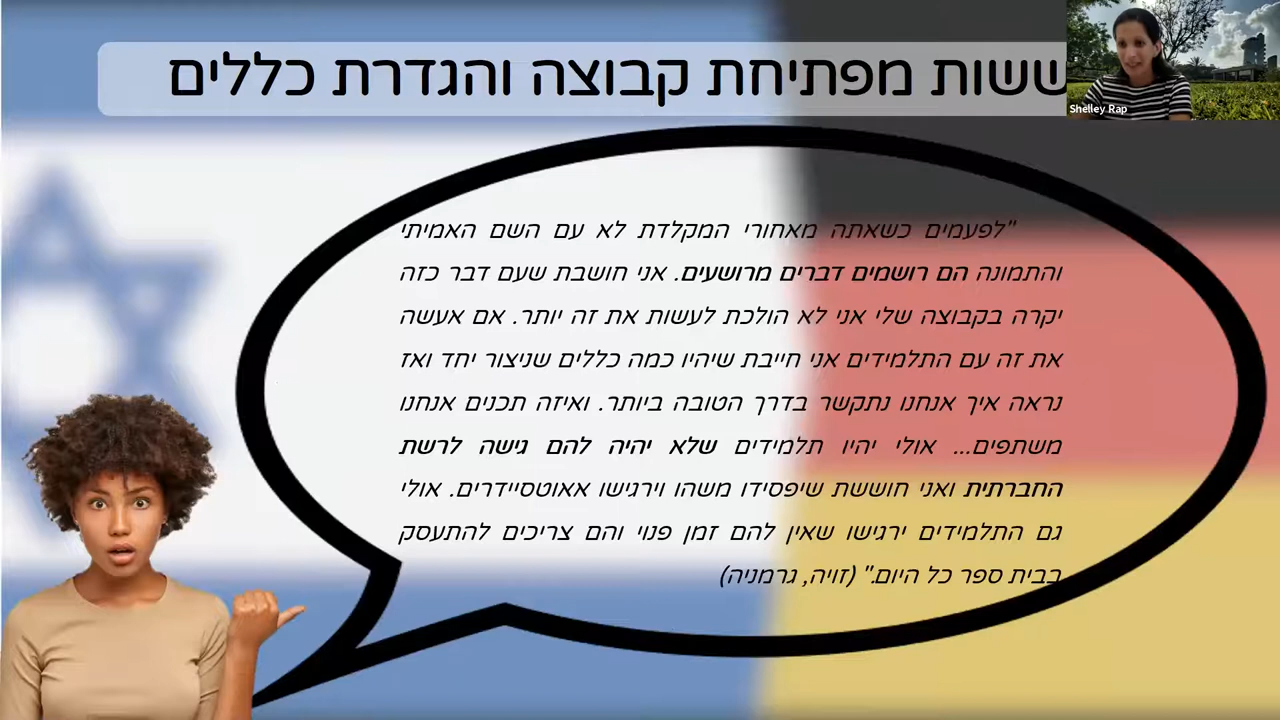 ששות מפתיחת קבוצה והגדרת כללים
Shelley Rap
"לפעמים כשאתה מאחורי המקלדת לא עם השם האמיתי
והתמונה הם רושמים דברים מרושעים. אני חושבת שעם דבר כזה
יקרה בקבוצה שלי אני לא הולכת לעשות את זה יותר. אם אעשה
את זה עם התלמידים אני חייבת שיהיו כמה כללים שניצור יחד ואז
נראה איך אנחנו נתקשר בדרך הטובה ביותר. ואיזה תכנים אנחנו
משתפים... אולי יהיו תלמידים שלא יהיה להם גישה לרשת
החברתית ואני חוששת שיפסידו משהו וירגישו אאוטסיידרים. אולי
גם התלמידים ירגישו שאין להם זמן פנוי והם צריכים להתעסק
בבית ספר כל היום." (זויה, גרמניה)